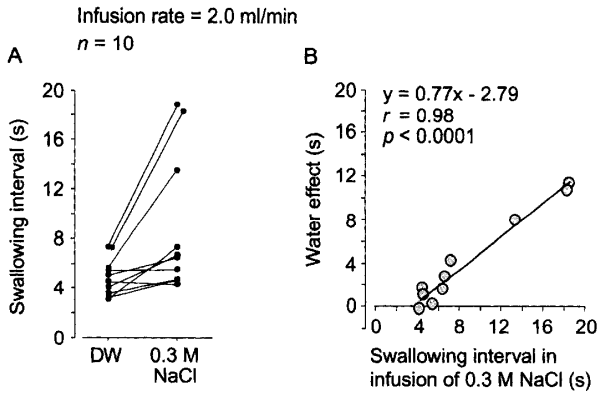 Infusion rate = 2.0 ml/min
n = 10
A
Swallowing interval (s)
20
16
12
8
4
0
DW
0.3 M
NaCl
B
y = 0.77x - 2.79
r = 0.98
p < 0.0001
Water effect (s)
20
16
12
8
4
0
4
0 4 8 12 16 20
Swallowing interval in
infusion of 0.3 M NaCl (s)